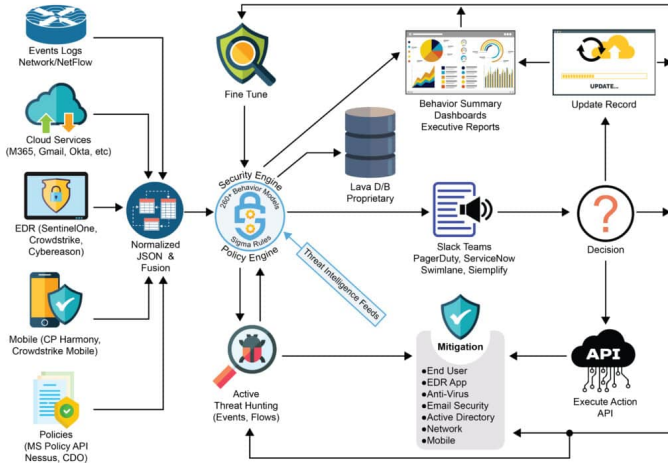 Events Logs
Network/NetFlow
Cloud Services
(M365, Gmail, Okta, etc)
EDR (SentinelOne,
Crowdstrike,
Cybereason)
Mobile (CP Harmony,
Crowdstrike Mobile)
Policies
(MS Policy API
Nessus, CDO)
Normalized
JSON &
Fusion
Fine Tune
Security Engine
260+ Behavior Models
Sigma Rules
Policy Engine
Threat Intelligence Feeds
Active
Threat Hunting
(Events, Flows)
Lava D/B
Proprietary
Behavior Summary
Dashboards
Executive Reports
UPDATE...
Update Record
Slack Teams
PagerDuty, ServiceNow
Swimlane, Siemplify
?
Decision
Mitigation
●End User
●EDR App
●Anti-Virus
●Email Security
●Active Directory
●Network
●Mobile
API
Execute Action
API